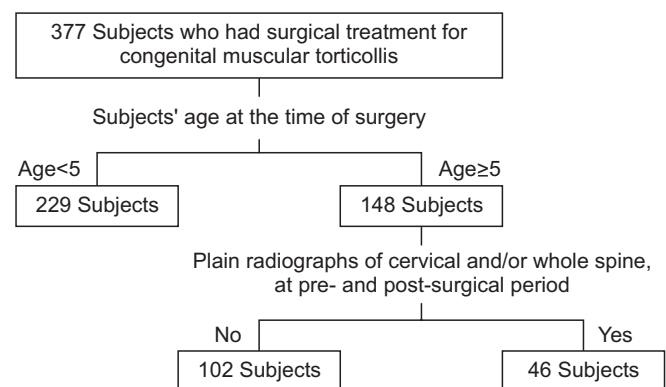 377 Subjects who had surgical treatment for
congenital muscular torticollis
Subjects' age at the time of surgery
Age<5
Age≥5
229 Subjects
148 Subjects
Plain radiographs of cervical and/or whole spine,
at pre- and post-surgical period
No
Yes
102 Subjects
46 Subjects